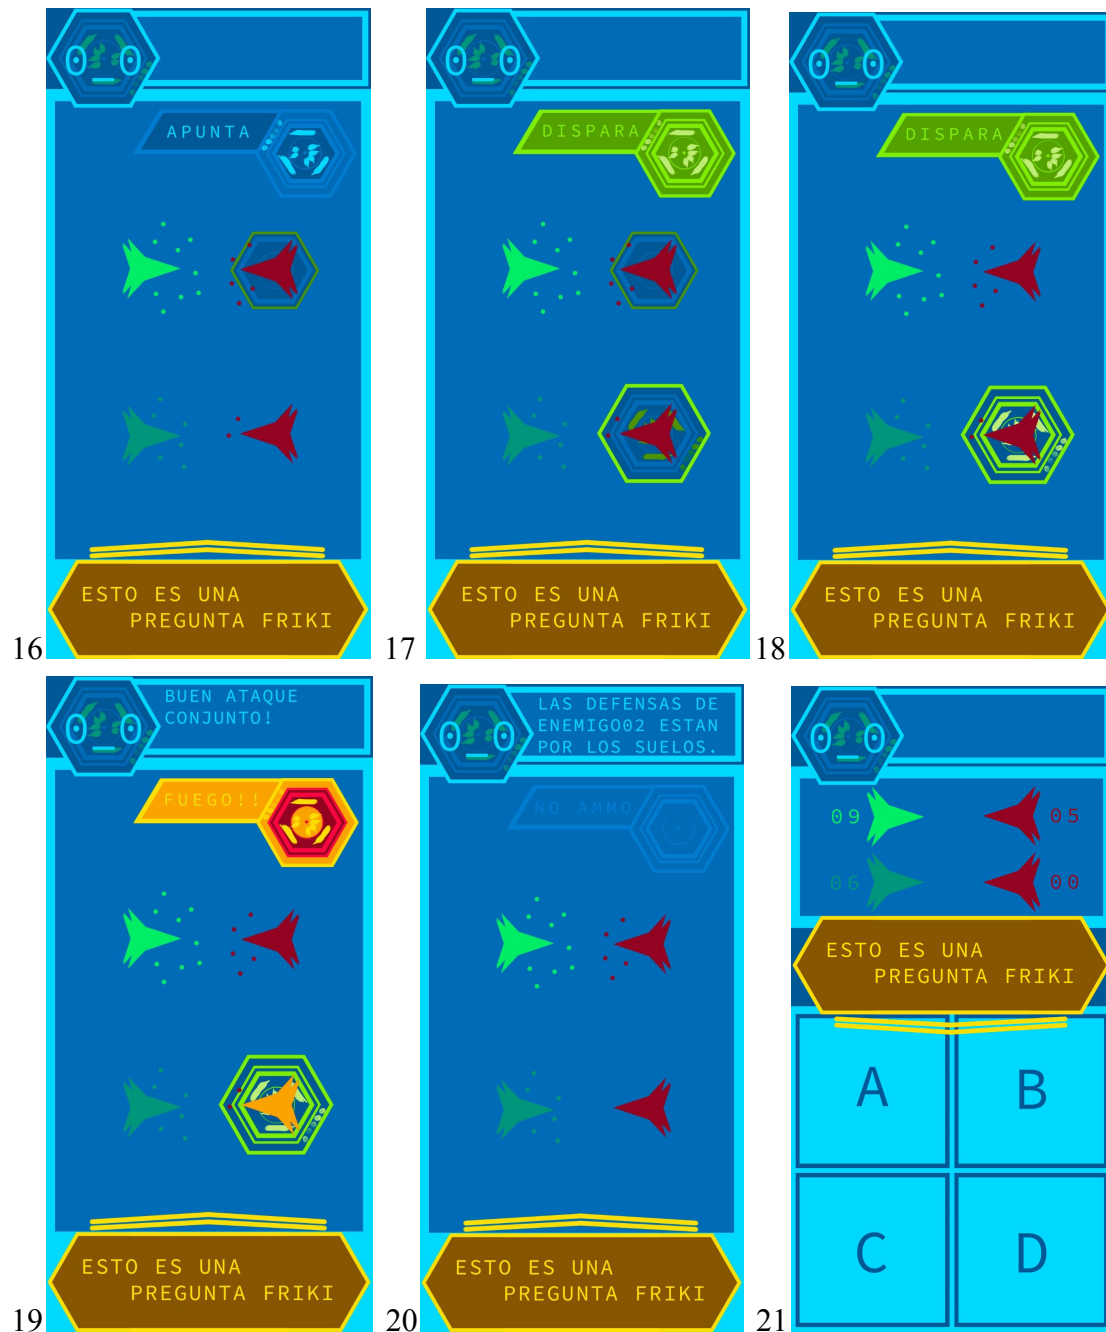 APUNTA
ESTO ES UNA
PREGUNTA FRIKI
16
DISPARA
ESTO ES UNA
PREGUNTA FRIKI
17
DISPARA
ESTO ES UNA
PREGUNTA FRIKI
18
BUEN ATAQUE
CONJUNTO!
FUEGO!!
ESTO ES UNA
PREGUNTA FRIKI
19
LAS DEFENSAS DE
ENEMIGO02 ESTAN
POR LOS SUELOS.
NO AMMO
ESTO ES UNA
PREGUNTA FRIKI
20
09 05
06 00
ESTO ES UNA
PREGUNTA FRIKI
A B
C D
21